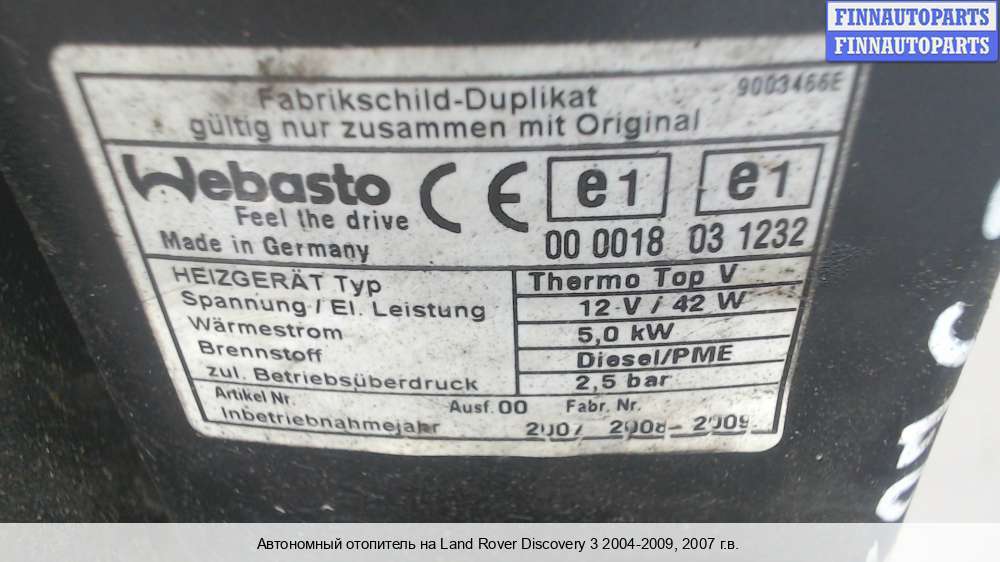 FINNAUTOPARTS
FINNAUTOPARTS
9003466E
Fabrikschild-Duplikat
gültig nur zusammen mit Original
Webasto
Feel the drive
Made in Germany
CE
e1
e1
00 0018 03 1232
HEIZGERÄT Typ Thermo Top V
Spannung / El. Leistung 12 V / 42 W
Wärmestrom 5,0 kW
Brennstoff Diesel/PME
zul. Betriebsüberdruck 2,5 bar
Artikel Nr. Ausf. 00 Fabr. Nr.
Inbetriebnahmejahr 2007 2008 2009
Автономный отопитель на Land Rover Discovery 3 2004-2009, 2007 г.в.